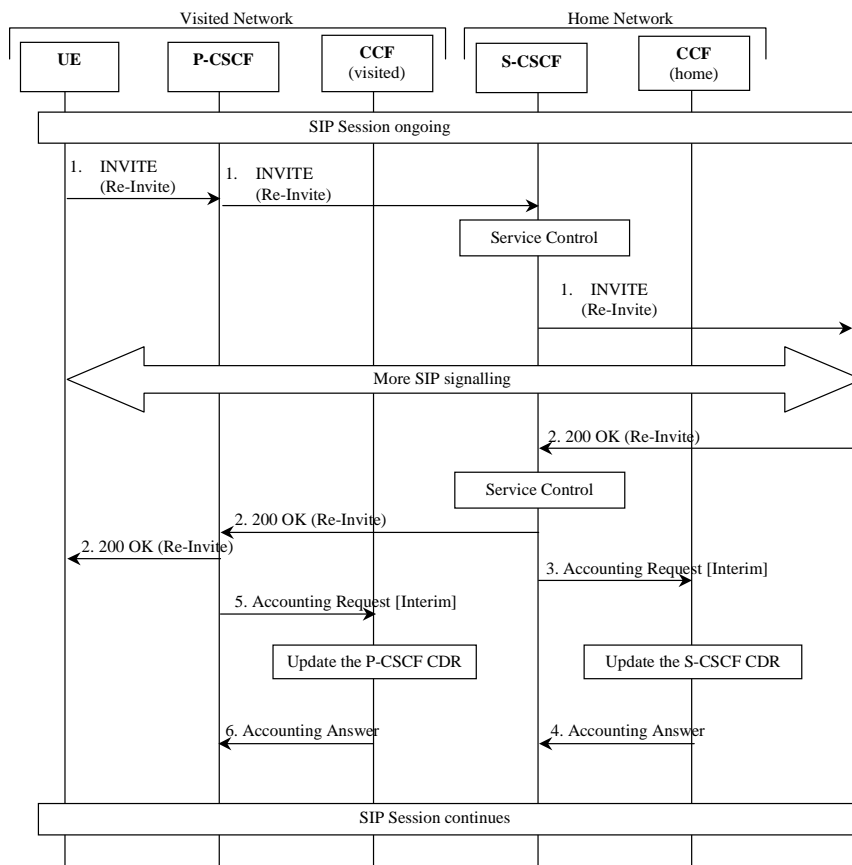 Visited Network
Home Network
UE
P-CSCF
CCF
(visited)
S-CSCF
CCF
(home)
SIP Session ongoing
1. INVITE
(Re-Invite)
1. INVITE
(Re-Invite)
Service Control
1. INVITE
(Re-Invite)
More SIP signalling
2. 200 OK (Re-Invite)
Service Control
2. 200 OK (Re-Invite)
2. 200 OK (Re-Invite)
3. Accounting Request [Interim]
5. Accounting Request [Interim]
Update the P-CSCF CDR
Update the S-CSCF CDR
6. Accounting Answer
4. Accounting Answer
SIP Session continues